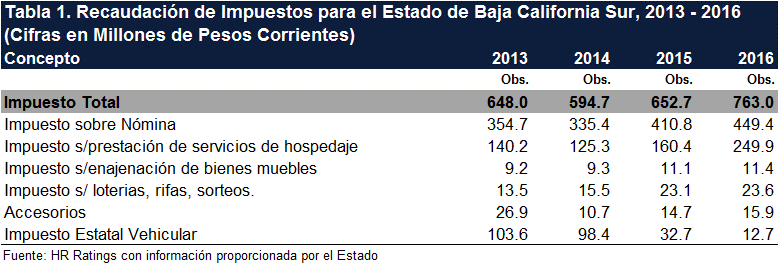 Tabla 1. Recaudación de Impuestos para el Estado de Baja California Sur, 2013 - 2016
(Cifras en Millones de Pesos Corrientes)
Concepto 2013 2014 2015 2016
Obs. Obs. Obs. Obs.
Impuesto Total 648.0 594.7 652.7 763.0
Impuesto sobre Nómina 354.7 335.4 410.8 449.4
Impuesto s/prestación de servicios de hospedaje 140.2 125.3 160.4 249.9
Impuesto s/enajenación de bienes muebles 9.2 9.3 11.1 11.4
Impuesto s/ loterias, rifas, sorteos. 13.5 15.5 23.1 23.6
Accesorios 26.9 10.7 14.7 15.9
Impuesto Estatal Vehicular 103.6 98.4 32.7 12.7
Fuente: HR Ratings con información proporcionada por el Estado